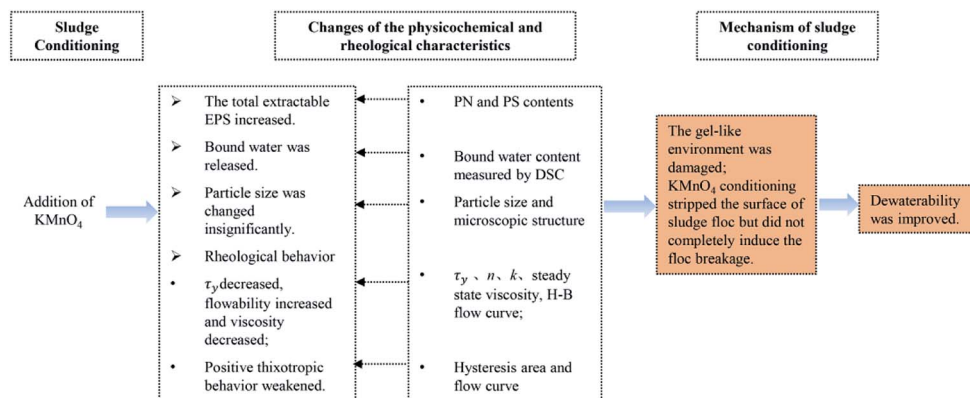 Sludge
Conditioning
Changes of the physicochemical and
rheological characteristics
Mechanism of sludge
conditioning
Addition of
KMnO₄
➢ The total extractable
EPS increased.
➢ Bound water was
released.
➢ Particle size was
changed
insignificantly.
➢ Rheological behavior
• τ𝑦 decreased,
flowability increased
and viscosity
decreased;
• Positive thixotropic
behavior weakened.
• PN and PS contents
• Bound water content
measured by DSC
• Particle size and
microscopic structure
• τ𝑦 、 n、 k、 steady
state viscosity, H-B
flow curve;
• Hysteresis area and
flow curve
The gel-like
environment was
damaged;
KMnO₄ conditioning
stripped the surface of
sludge floc but did not
completely induce the
floc breakage.
Dewaterability
was improved.